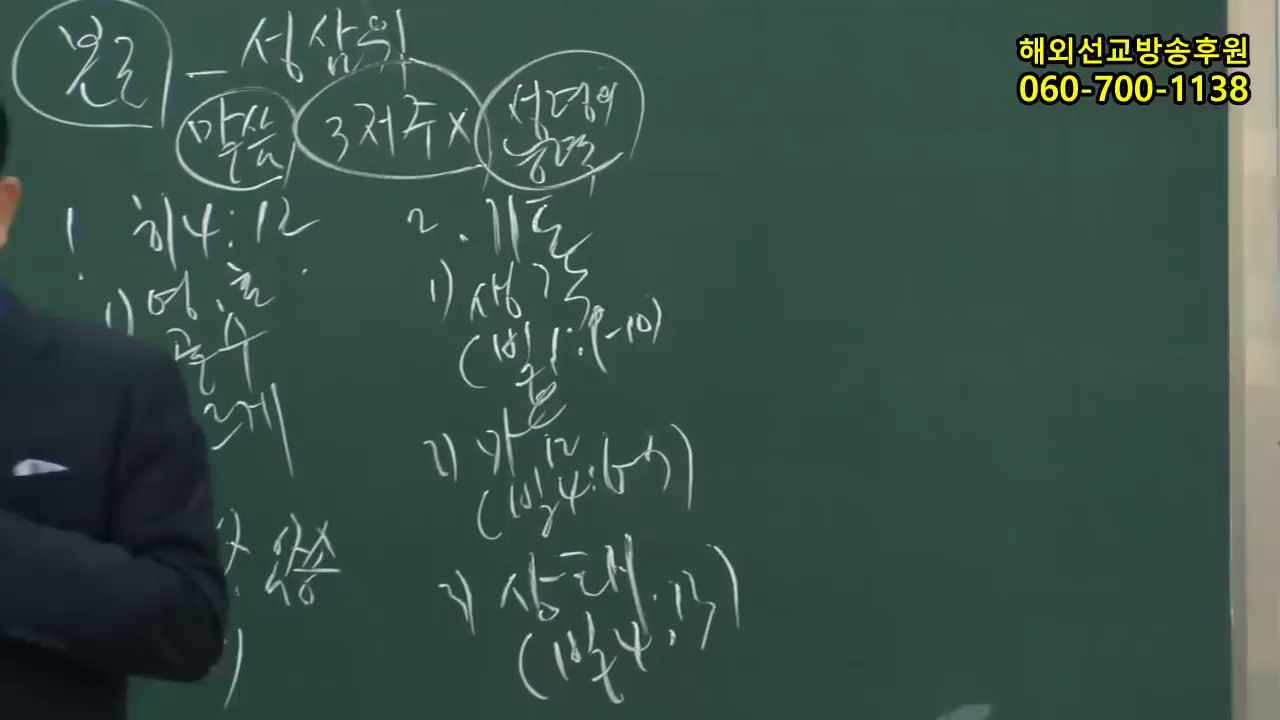 본론 - 성삼위
말씀 3저주X 성령의 능력
1. 히4:12
1) 영, 혼
골수
관계
2. 기도
1) 생각
(빌1:9-10)
2) 마음
(빌4:6-7)
3) 상태
(빌4:13)
해외선교방송후원
060-700-1138